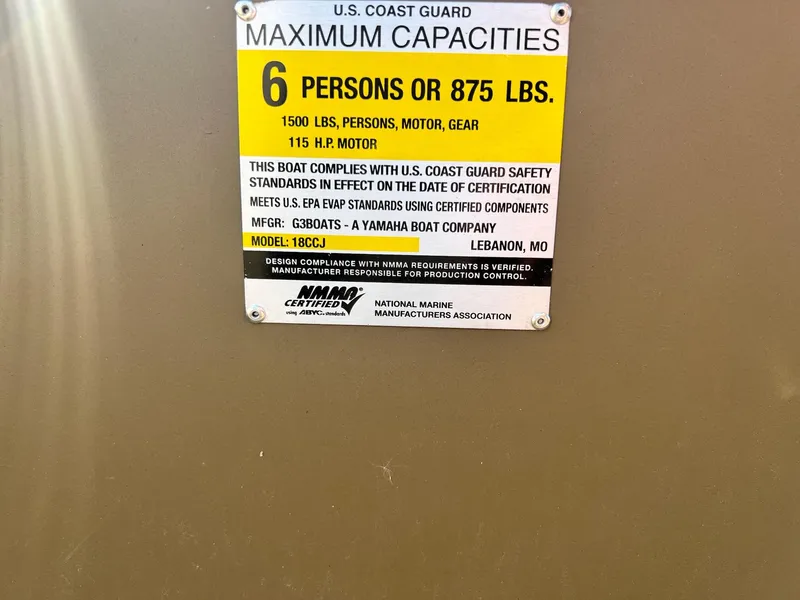 U.S. COAST GUARD
MAXIMUM CAPACITIES
6 PERSONS OR 875 LBS.
1500 LBS, PERSONS, MOTOR, GEAR
115 H.P. MOTOR
THIS BOAT COMPLIES WITH U.S. COAST GUARD SAFETY
STANDARDS IN EFFECT ON THE DATE OF CERTIFICATION
MEETS U.S. EPA EVAP STANDARDS USING CERTIFIED COMPONENTS
MFGR: G3BOATS - A YAMAHA BOAT COMPANY
MODEL: 18CCJ LEBANON, MO
DESIGN COMPLIANCE WITH NMMA REQUIREMENTS IS VERIFIED.
MANUFACTURER RESPONSIBLE FOR PRODUCTION CONTROL.
NMMA
CERTIFIED
using ABYC standards
NATIONAL MARINE
MANUFACTURERS ASSOCIATION